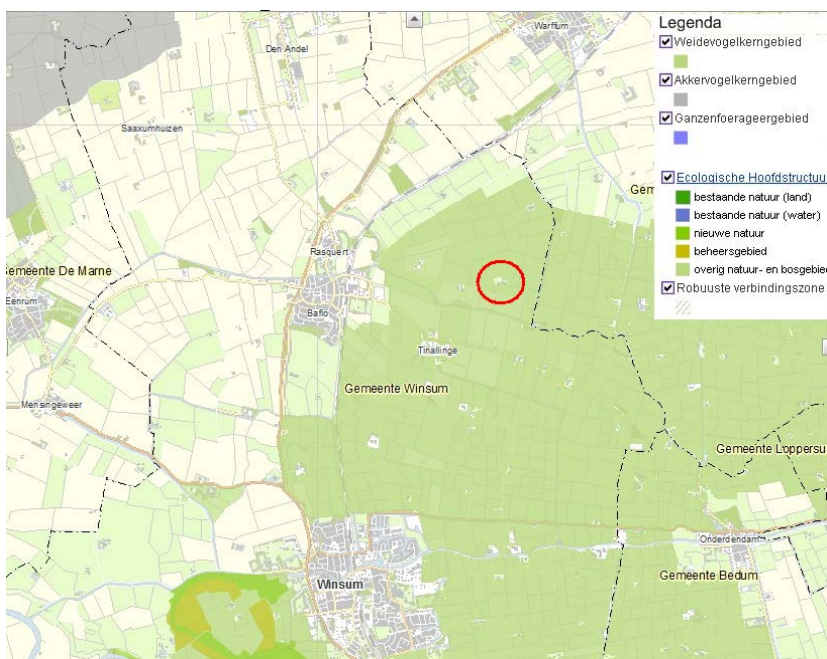 Legenda
Weidevogelkerngebied
Akkervogelkerngebied
Ganzenfoerageergebied
Ecologische Hoofdstructuu
bestaande natuur (land)
bestaande natuur (water)
nieuwe natuur
beheersgebied
overig natuur- en bosgebied
Robuuste verbindingszone
Warffum
Den Andel
Saaxumhuizen
Gem
Rasquert
Gemeente De Marne
Eenrum
Baflo
Tinallinge
Gemeente Winsum
Mensingeweer
Gemeente Loppersu
Onderdendam
Gemeente Bedum
Winsum